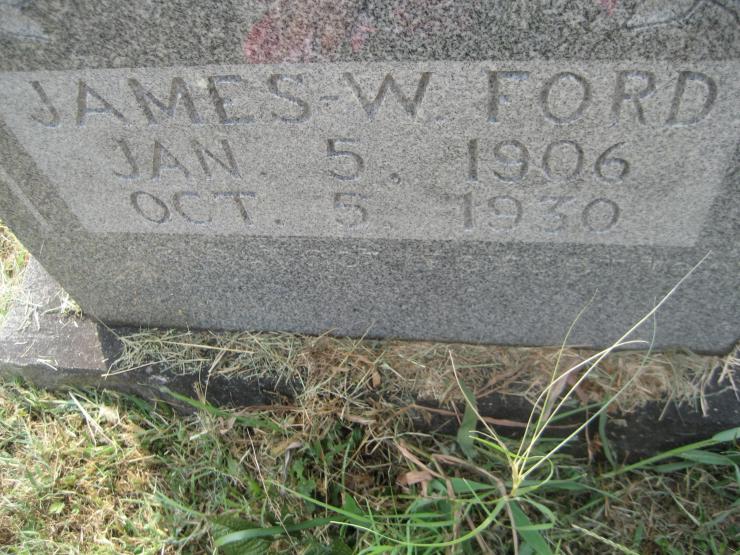 JAMES W. FORD
JAN. 5, 1906
OCT. 5, 1930